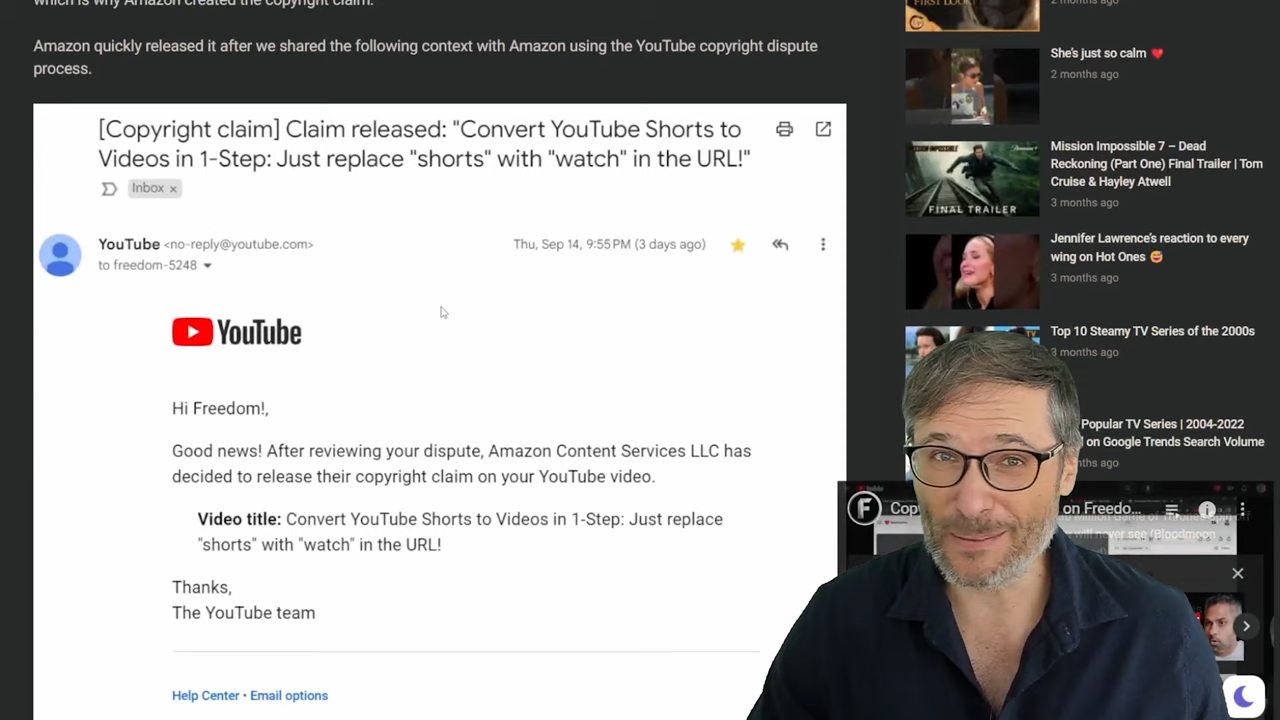 which is why Amazon created the copyright claim.
Amazon quickly released it after we shared the following context with Amazon using the YouTube copyright dispute
process.
[Copyright claim] Claim released: "Convert YouTube Shorts to
Videos in 1-Step: Just replace "shorts" with "watch" in the URL!"
Inbox x
YouTube <no-reply@youtube.com>
Thu, Sep 14, 9:55 PM (3 days ago)
to freedom-5248
YouTube
Hi Freedom!,
Good news! After reviewing your dispute, Amazon Content Services LLC has
decided to release their copyright claim on your YouTube video.
Video title: Convert YouTube Shorts to Videos in 1-Step: Just replace
"shorts" with "watch" in the URL!
Thanks,
The YouTube team
Help Center • Email options
FIRST LOOK
2 months ago
She's just so calm ❤️
2 months ago
Mission Impossible 7 – Dead
Reckoning (Part One) Final Trailer | Tom
Cruise & Hayley Atwell
3 months ago
FINAL TRAILER
Jennifer Lawrence's reaction to every
wing on Hot Ones 😅
3 months ago
Top 10 Steamy TV Series of the 2000s
3 months ago
Popular TV Series | 2004-2022
on Google Trends Search Volume
ago
F
on Freedo...
will never see (Bloodmoon